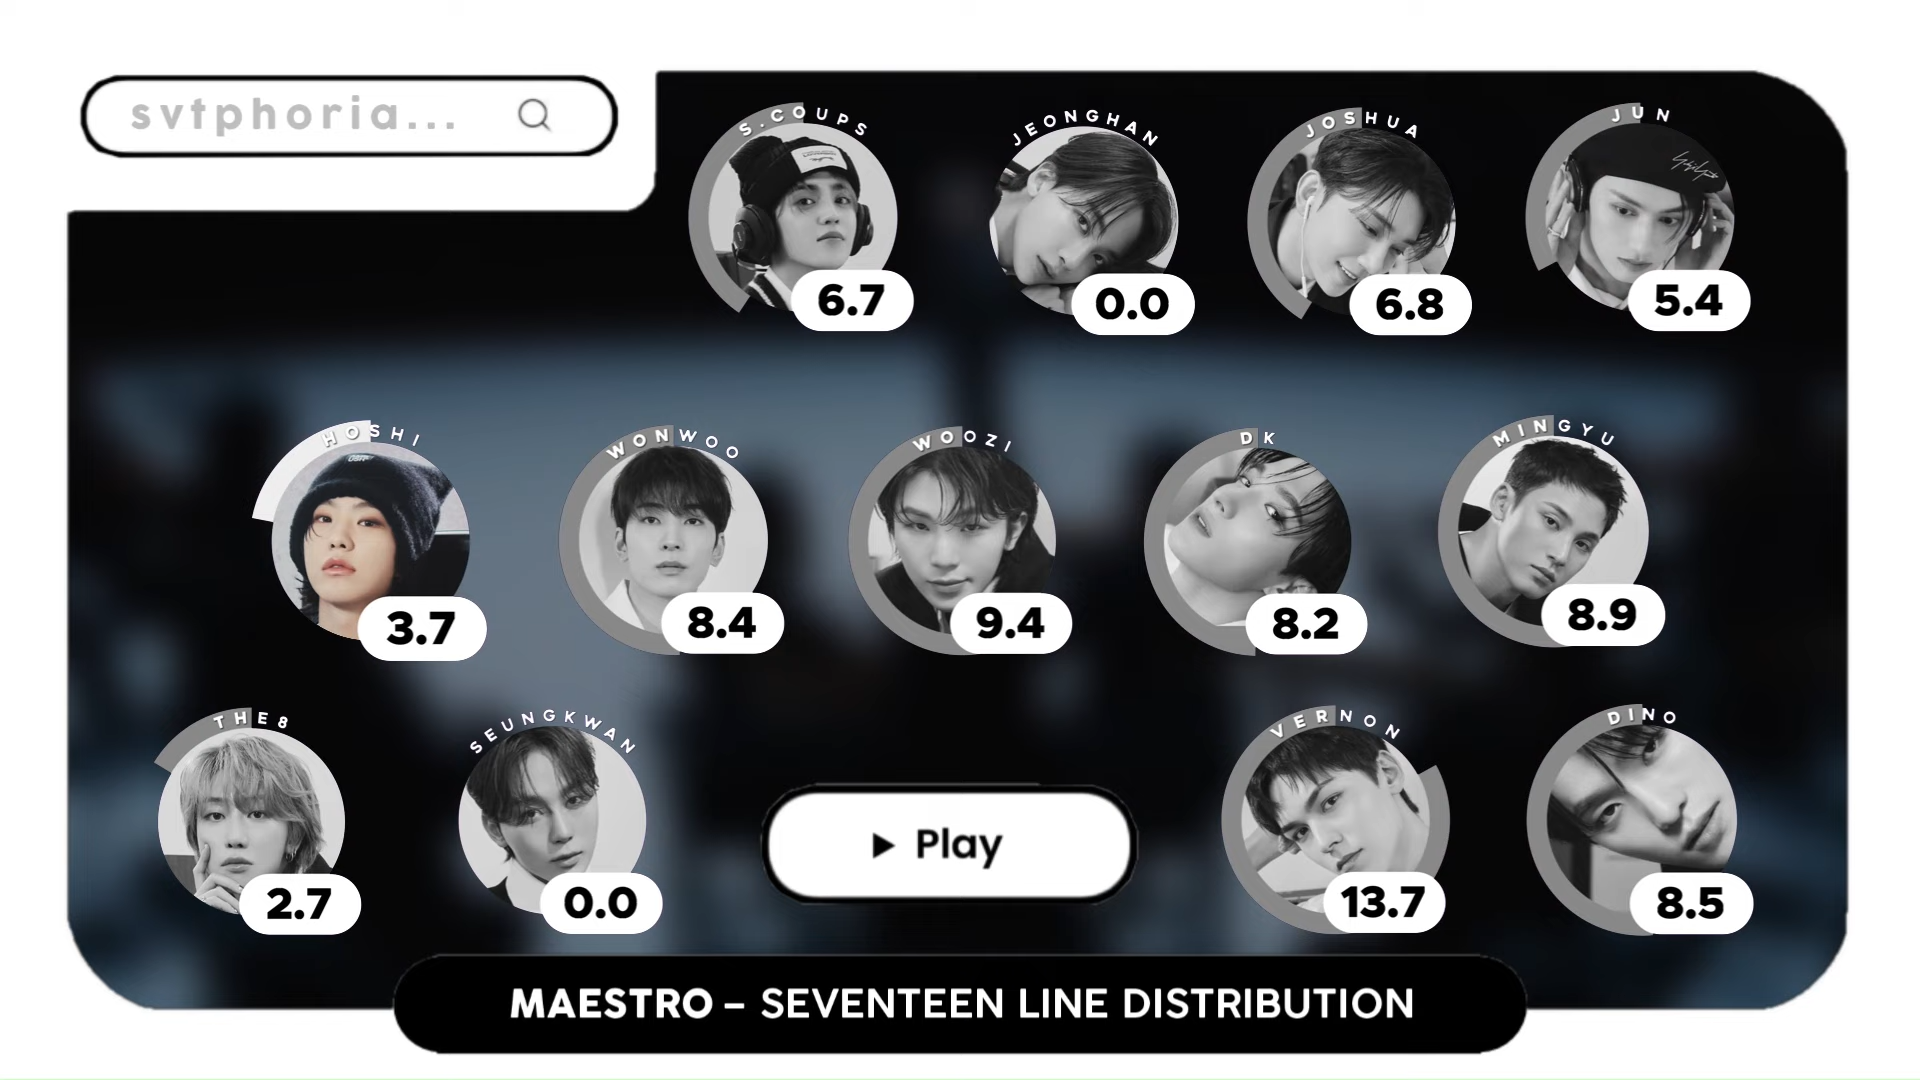 svtphoria...
S.COUPS
6.7
JEONGHAN
0.0
JOSHUA
6.8
JUN
5.4
HOSHI
3.7
WONWOO
8.4
WOOZI
9.4
DK
8.2
MINGYU
8.9
THE8
2.7
SEUNGKWAN
0.0
Play
VERNON
13.7
DINO
8.5
MAESTRO – SEVENTEEN LINE DISTRIBUTION